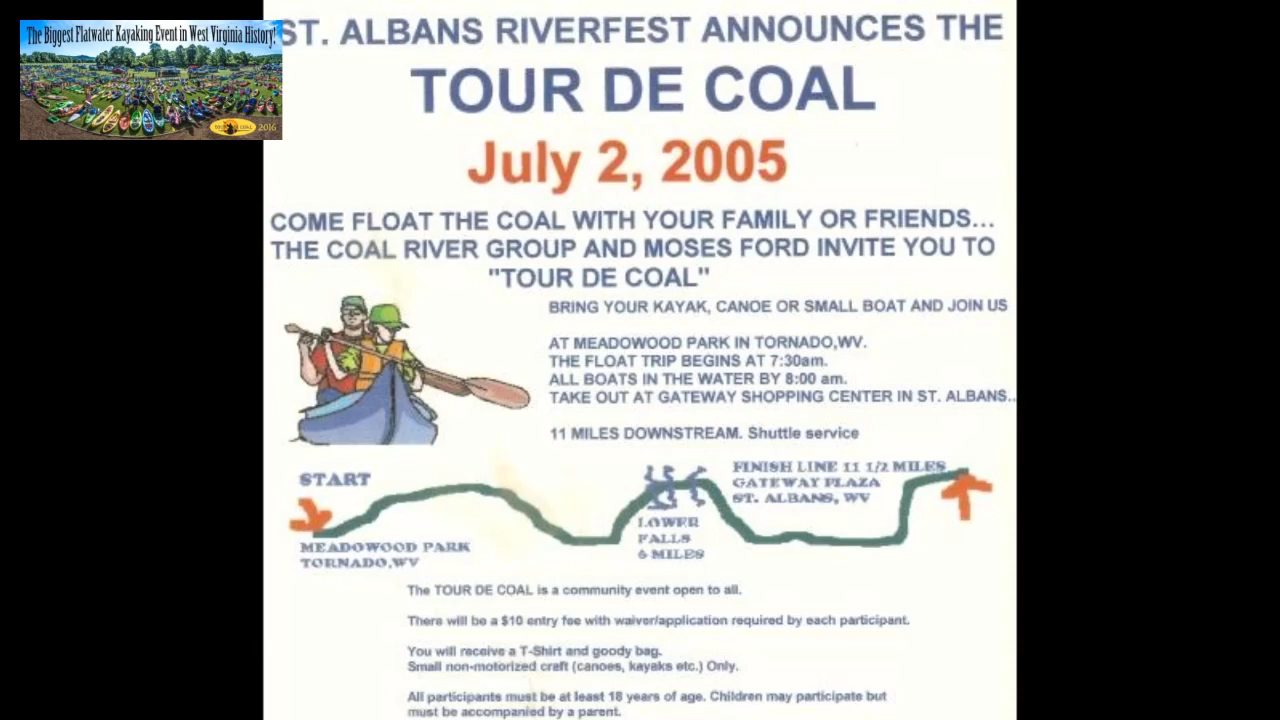 The Biggest Flatwater Kayaking Event in West Virginia History!
TOUR DE COAL 2016
ST. ALBANS RIVERFEST ANNOUNCES THE
TOUR DE COAL
July 2, 2005
COME FLOAT THE COAL WITH YOUR FAMILY OR FRIENDS...
THE COAL RIVER GROUP AND MOSES FORD INVITE YOU TO
"TOUR DE COAL"
BRING YOUR KAYAK, CANOE OR SMALL BOAT AND JOIN US
AT MEADOWOOD PARK IN TORNADO,WV.
THE FLOAT TRIP BEGINS AT 7:30am.
ALL BOATS IN THE WATER BY 8:00 am.
TAKE OUT AT GATEWAY SHOPPING CENTER IN ST. ALBANS..
11 MILES DOWNSTREAM. Shuttle service
START
MEADOWOOD PARK
TORNADO,WV
LOWER
FALLS
6 MILES
FINISH LINE 11 1/2 MILES
GATEWAY PLAZA
ST. ALBANS, WV
The TOUR DE COAL is a community event open to all.
There will be a $10 entry fee with waiver/application required by each participant.
You will receive a T-Shirt and goody bag.
Small non-motorized craft (canoes, kayaks etc.) Only.
All participants must be at least 18 years of age. Children may participate but
must be accompanied by a parent.